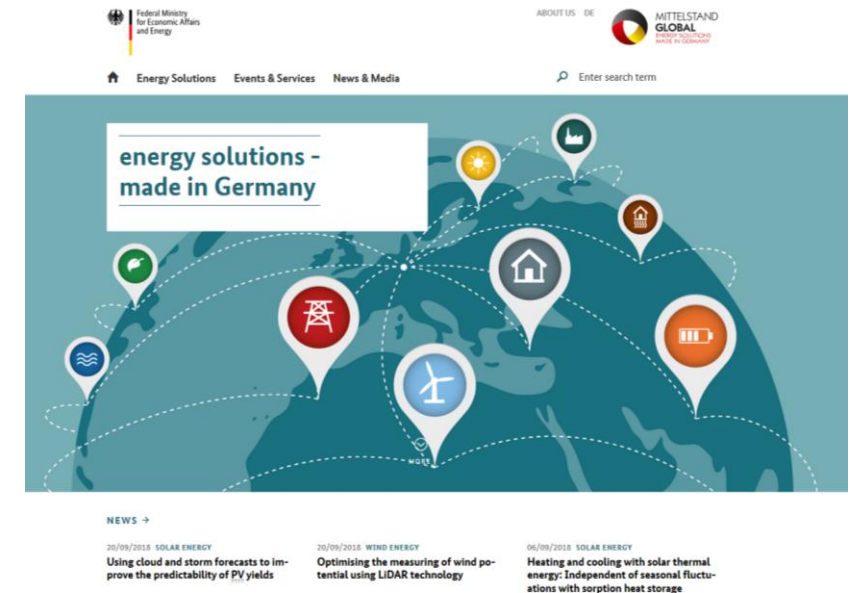 Federal Ministry
for Economic Affairs
and Energy
ABOUT US DE
MITTELSTAND
GLOBAL
ENERGY SOLUTIONS
MADE IN GERMANY
Energy Solutions Events & Services News & Media
Enter search term
energy solutions -
made in Germany
MORE
NEWS →
20/09/2018 SOLAR ENERGY
Using cloud and storm forecasts to im-
prove the predictability of PV yields
20/09/2018 WIND ENERGY
Optimising the measuring of wind po-
tential using LiDAR technology
06/09/2018 SOLAR ENERGY
Heating and cooling with solar thermal
energy: Independent of seasonal fluctu-
ations with sorption heat storage